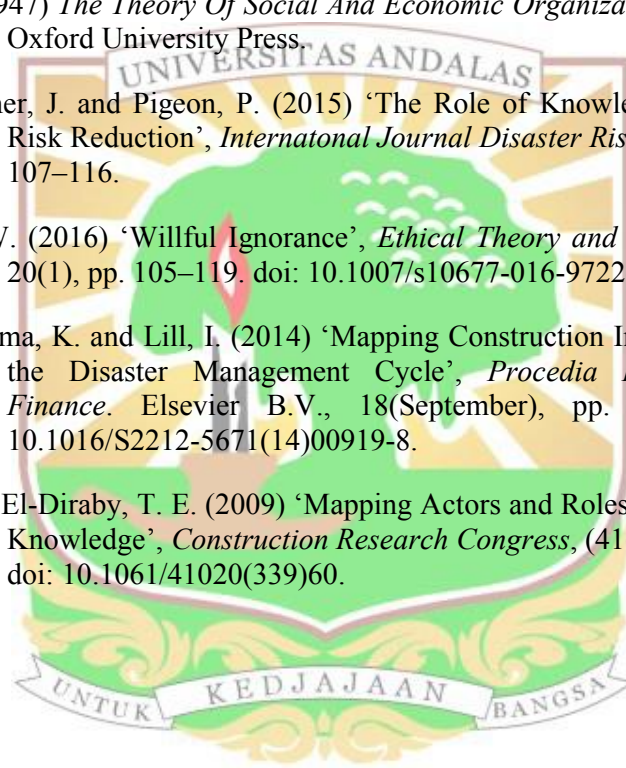 947) The Theory Of Social And Economic Organiza
Oxford University Press.
UNIVERSITAS ANDALAS
ner, J. and Pigeon, P. (2015) ‘The Role of Knowle
Risk Reduction’, Internatonal Journal Disaster Ris
107–116.
V. (2016) ‘Willful Ignorance’, Ethical Theory and
20(1), pp. 105–119. doi: 10.1007/s10677-016-9722
ma, K. and Lill, I. (2014) ‘Mapping Construction In
the Disaster Management Cycle’, Procedia
Finance. Elsevier B.V., 18(September), pp.
10.1016/S2212-5671(14)00919-8.
El-Diraby, T. E. (2009) ‘Mapping Actors and Roles
Knowledge’, Construction Research Congress, (41
doi: 10.1061/41020(339)60.
UNTUK KEDJAJAAN BANGSA